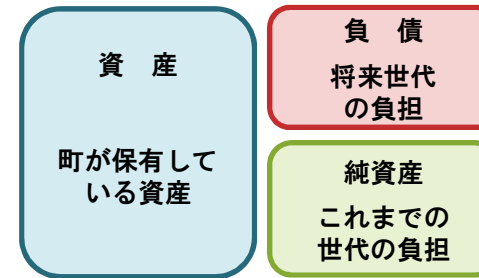 資　産
町が保有して
いる資産
負　債
将来世代
の負担
純資産
これまでの
世代の負担